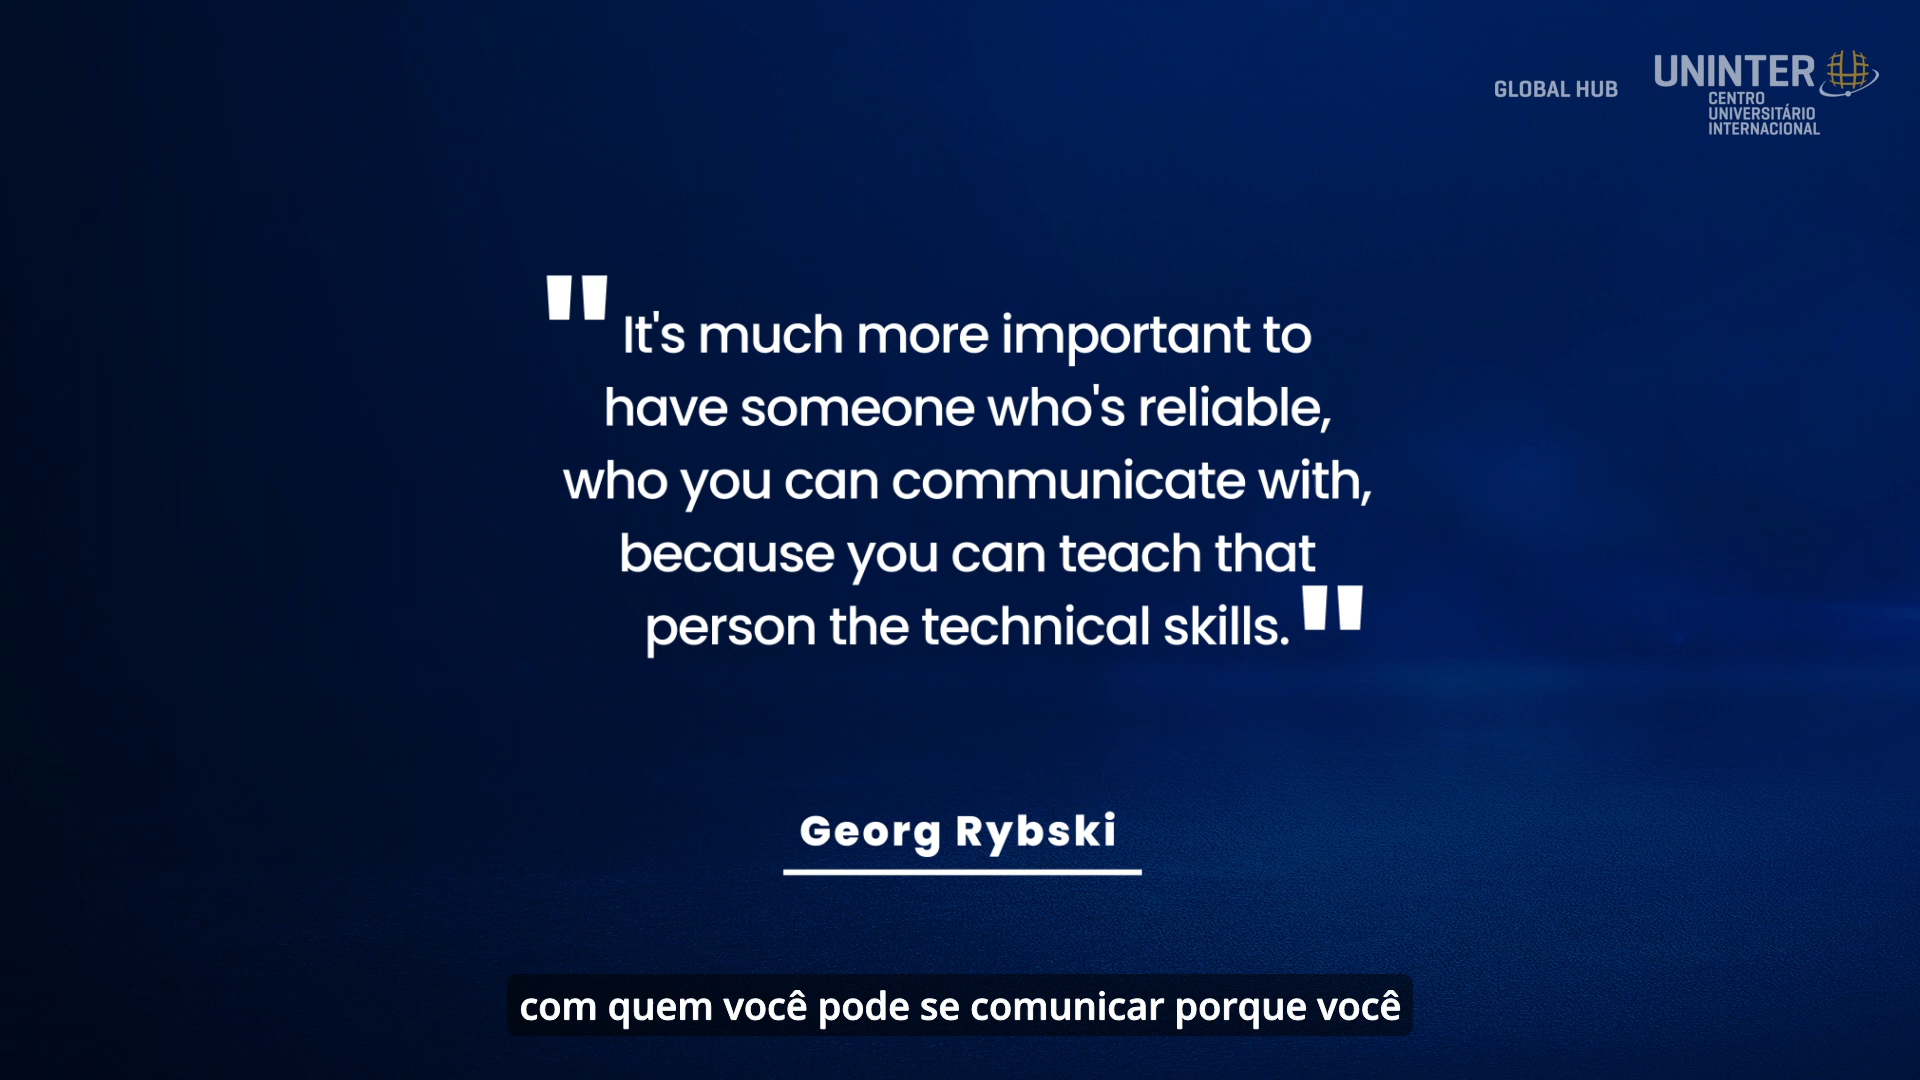 GLOBAL HUB
UNINTER
CENTRO
UNIVERSITÁRIO
INTERNACIONAL
"It's much more important to
have someone who's reliable,
who you can communicate with,
because you can teach that
person the technical skills."
Georg Rybski
com quem você pode se comunicar porque você